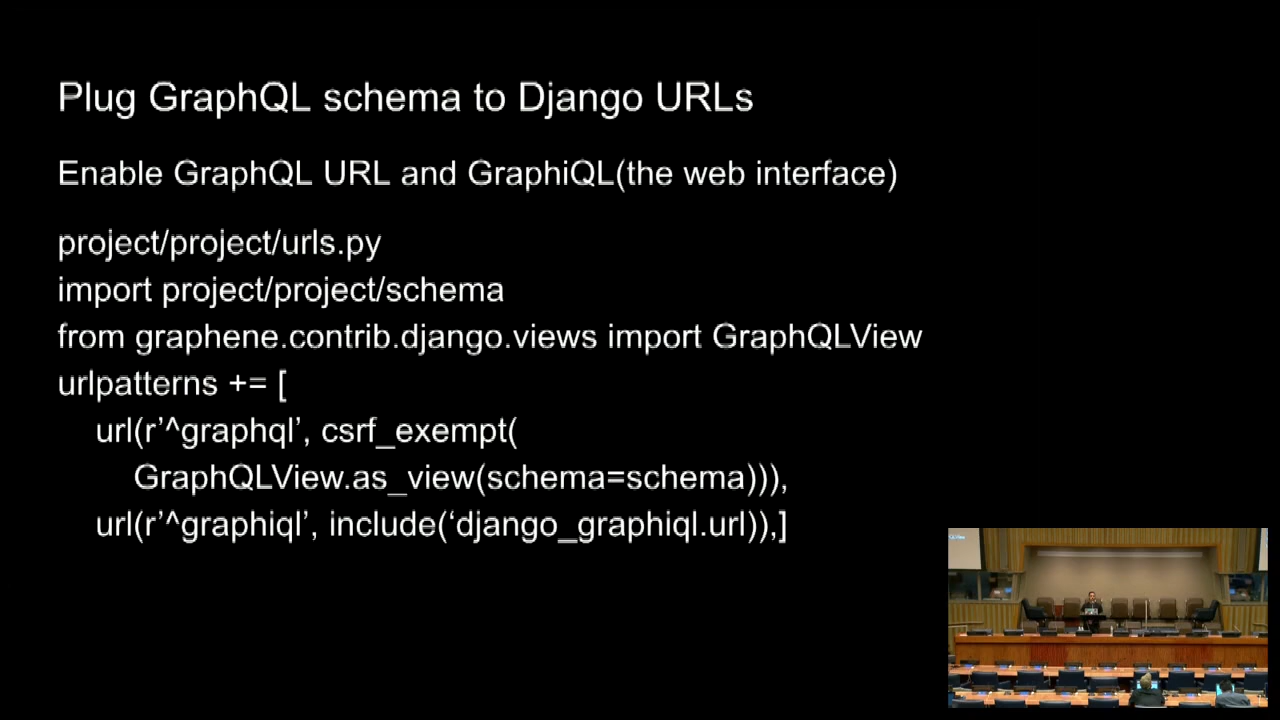 Plug GraphQL schema to Django URLs
Enable GraphQL URL and GraphiQL(the web interface)
project/project/urls.py
import project/project/schema
from graphene.contrib.django.views import GraphQLView
urlpatterns += [
url(r’^graphql’, csrf_exempt(
GraphQLView.as_view(schema=schema))),
url(r’^graphiql’, include(‘django_graphiql.url)),]